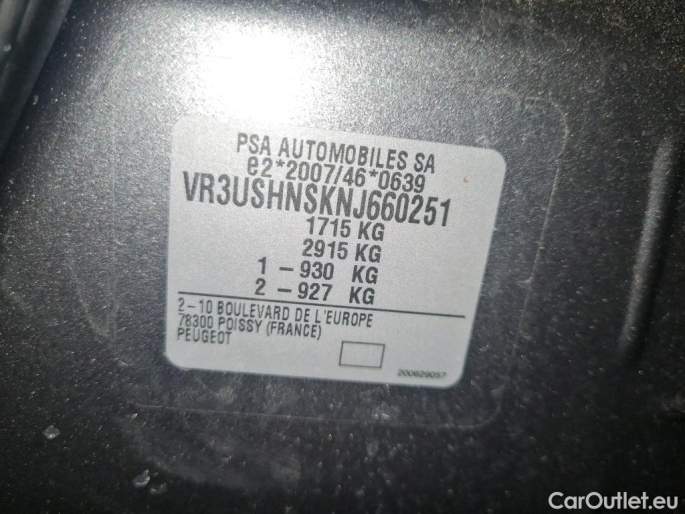 PSA AUTOMOBILES SA
e2*2007/46*0639
VR3USHNSKNJ660251
1715 KG
2915 KG
1 – 930 KG
2 – 927 KG
2–10 BOULEVARD DE L'EUROPE
78300 POISSY (FRANCE)
PEUGEOT
200629057
CarOutlet.eu